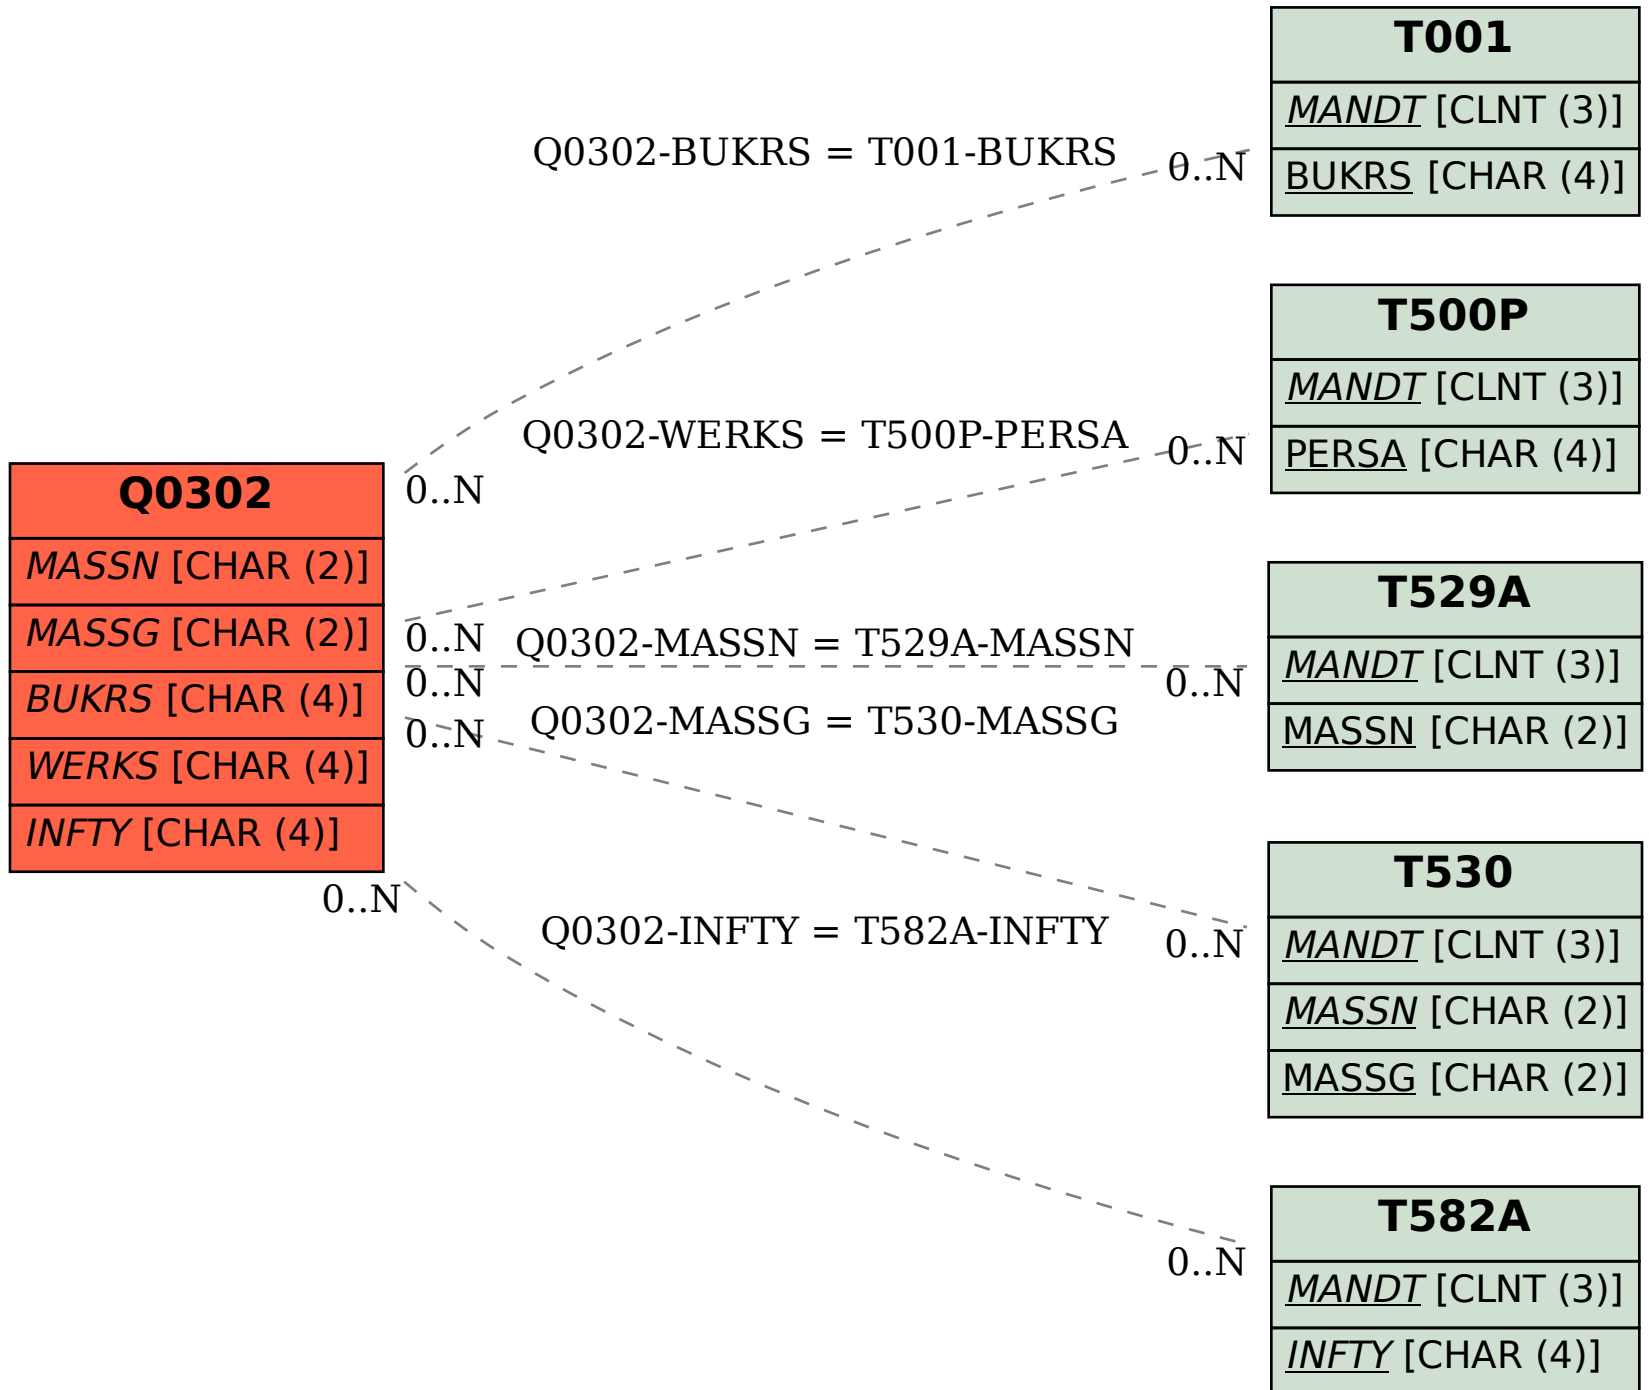 T001
MANDT [CLNT (3)]
BUKRS [CHAR (4)]
Q0302-BUKRS = T001-BUKRS
0..N
0..N
T500P
MANDT [CLNT (3)]
PERSA [CHAR (4)]
Q0302-WERKS = T500P-PERSA
0..N
0..N
Q0302
MASSN [CHAR (2)]
MASSG [CHAR (2)]
BUKRS [CHAR (4)]
WERKS [CHAR (4)]
INFTY [CHAR (4)]
T529A
MANDT [CLNT (3)]
MASSN [CHAR (2)]
Q0302-MASSN = T529A-MASSN
0..N
0..N
Q0302-MASSG = T530-MASSG
0..N
0..N
T530
MANDT [CLNT (3)]
MASSN [CHAR (2)]
MASSG [CHAR (2)]
Q0302-INFTY = T582A-INFTY
0..N
0..N
T582A
MANDT [CLNT (3)]
INFTY [CHAR (4)]